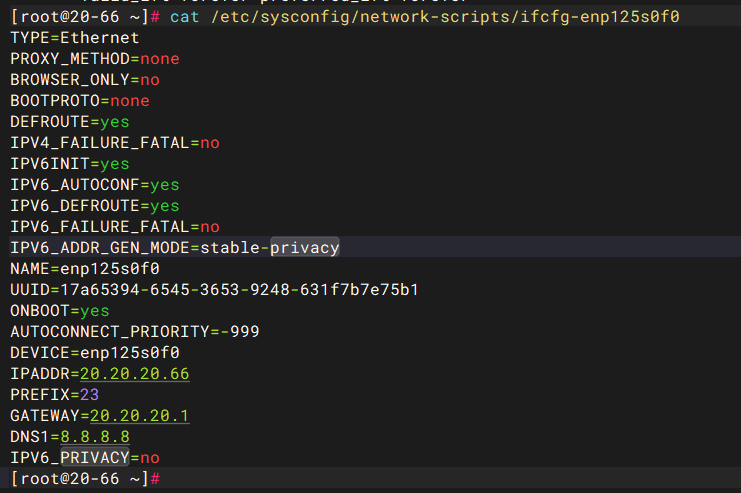 [root@20-66 ~]# cat /etc/sysconfig/network-scripts/ifcfg-enp125s0f0
TYPE=Ethernet
PROXY_METHOD=none
BROWSER_ONLY=no
BOOTPROTO=none
DEFROUTE=yes
IPV4_FAILURE_FATAL=no
IPV6INIT=yes
IPV6_AUTOCONF=yes
IPV6_DEFROUTE=yes
IPV6_FAILURE_FATAL=no
IPV6_ADDR_GEN_MODE=stable-privacy
NAME=enp125s0f0
UUID=17a65394-6545-3653-9248-631f7b7e75b1
ONBOOT=yes
AUTOCONNECT_PRIORITY=-999
DEVICE=enp125s0f0
IPADDR=20.20.20.66
PREFIX=23
GATEWAY=20.20.20.1
DNS1=8.8.8.8
IPV6_PRIVACY=no
[root@20-66 ~]#